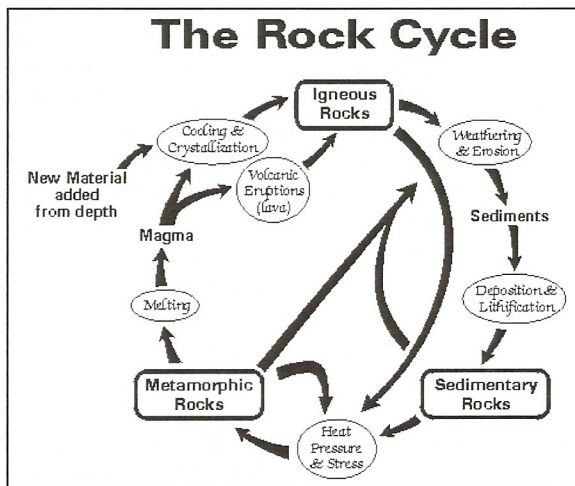 The Rock Cycle
Igneous
Rocks
Cooling &
Crystallization
Weathering
& Erosion
Volcanic
Eruptions
(lava)
New Material
added
from depth
Sediments
Magma
Melting
Deposition &
Lithification
Metamorphic
Rocks
Sedimentary
Rocks
Heat
Pressure
& Stress